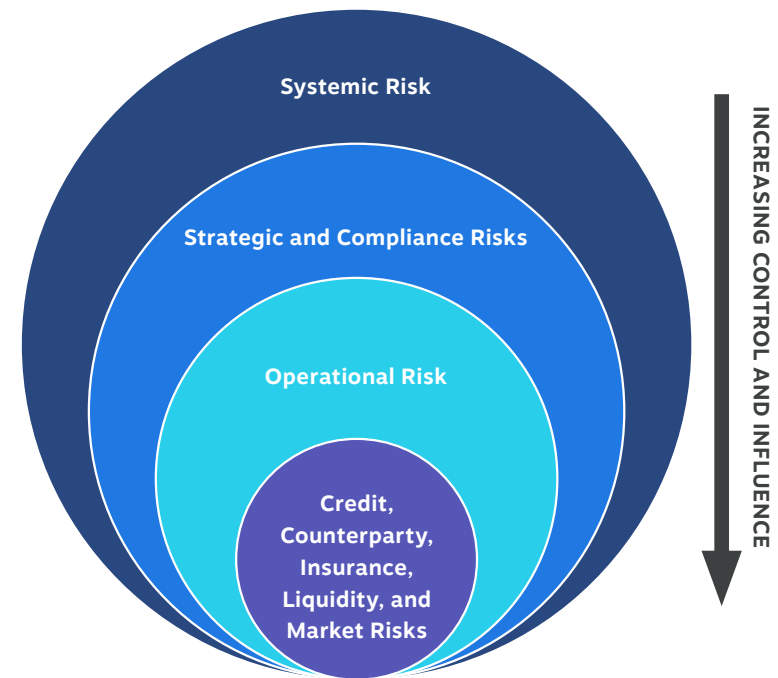 Systemic Risk
Strategic and Compliance Risks
Operational Risk
Credit,
Counterparty,
Insurance,
Liquidity, and
Market Risks
INCREASING CONTROL AND INFLUENCE